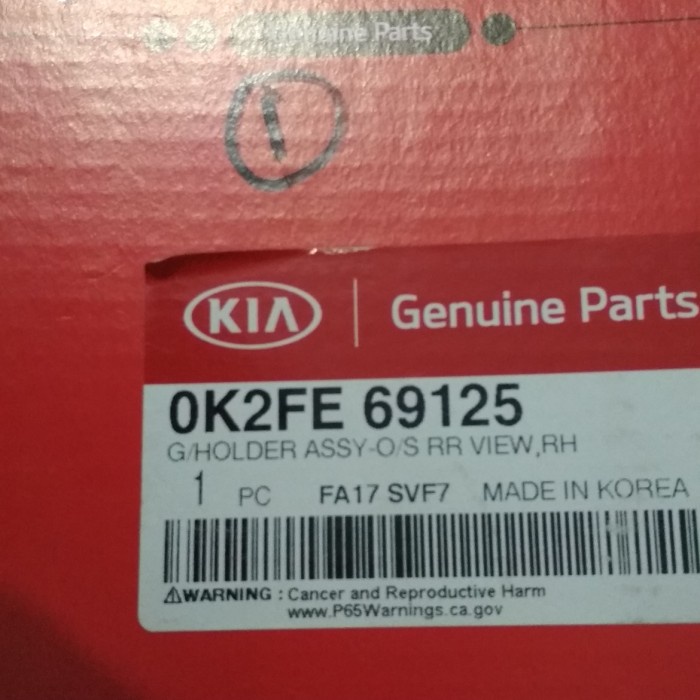 Genuine Parts
1
KIA Genuine Parts
0K2FE 69125
G/HOLDER ASSY-O/S RR VIEW,RH
1 PC FA17 SVF7 MADE IN KOREA
⚠WARNING : Cancer and Reproductive Harm
www.P65Warnings.ca.gov